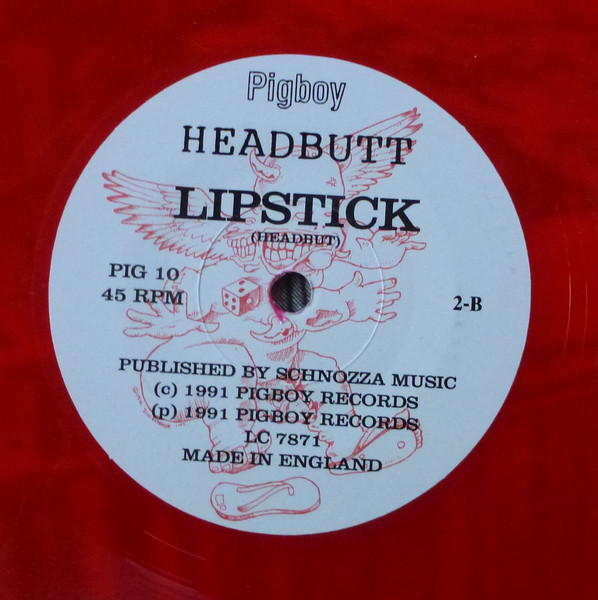 Pigboy
HEADBUTT
LIPSTICK
(HEADBUT)
PIG 10
45 RPM
2-B
PUBLISHED BY SCHNOZZA MUSIC
(c) 1991 PIGBOY RECORDS
(p) 1991 PIGBOY RECORDS
LC 7871
MADE IN ENGLAND